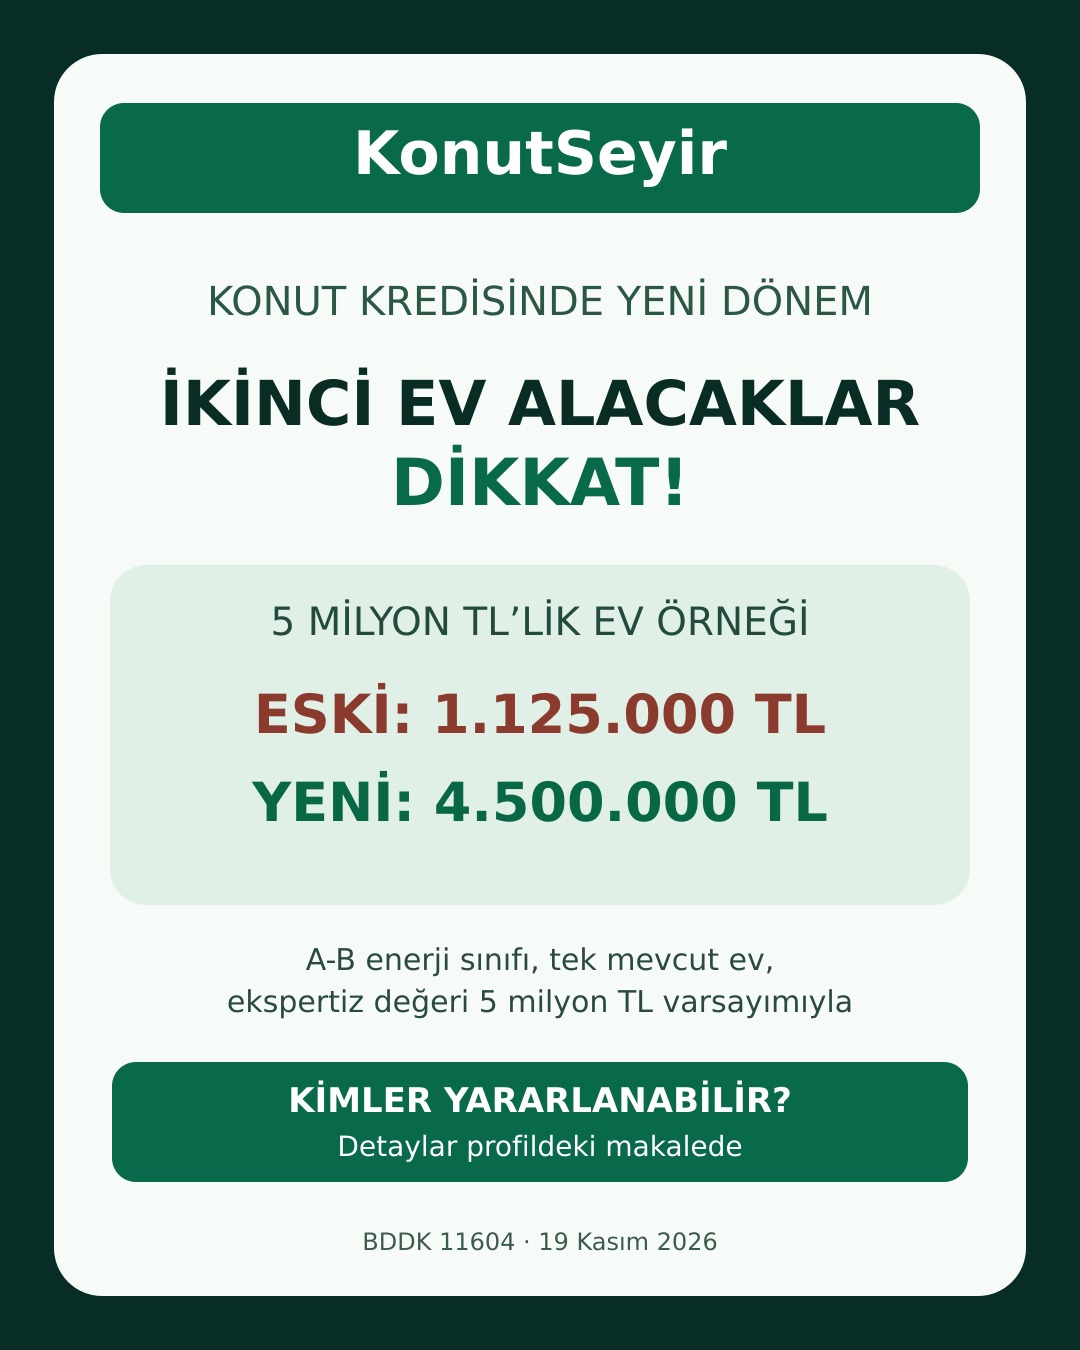 KonutSeyir
KONUT KREDİSİNDE YENİ DÖNEM
İKİNCİ EV ALACAKLAR
DİKKAT!
5 MİLYON TL’LİK EV ÖRNEĞİ
ESKİ: 1.125.000 TL
YENİ: 4.500.000 TL
A-B enerji sınıfı, tek mevcut ev,
ekspertiz değeri 5 milyon TL varsayımıyla
KİMLER YARARLANABİLİR?
Detaylar profildeki makalede
BDDK 11604 · 19 Kasım 2026